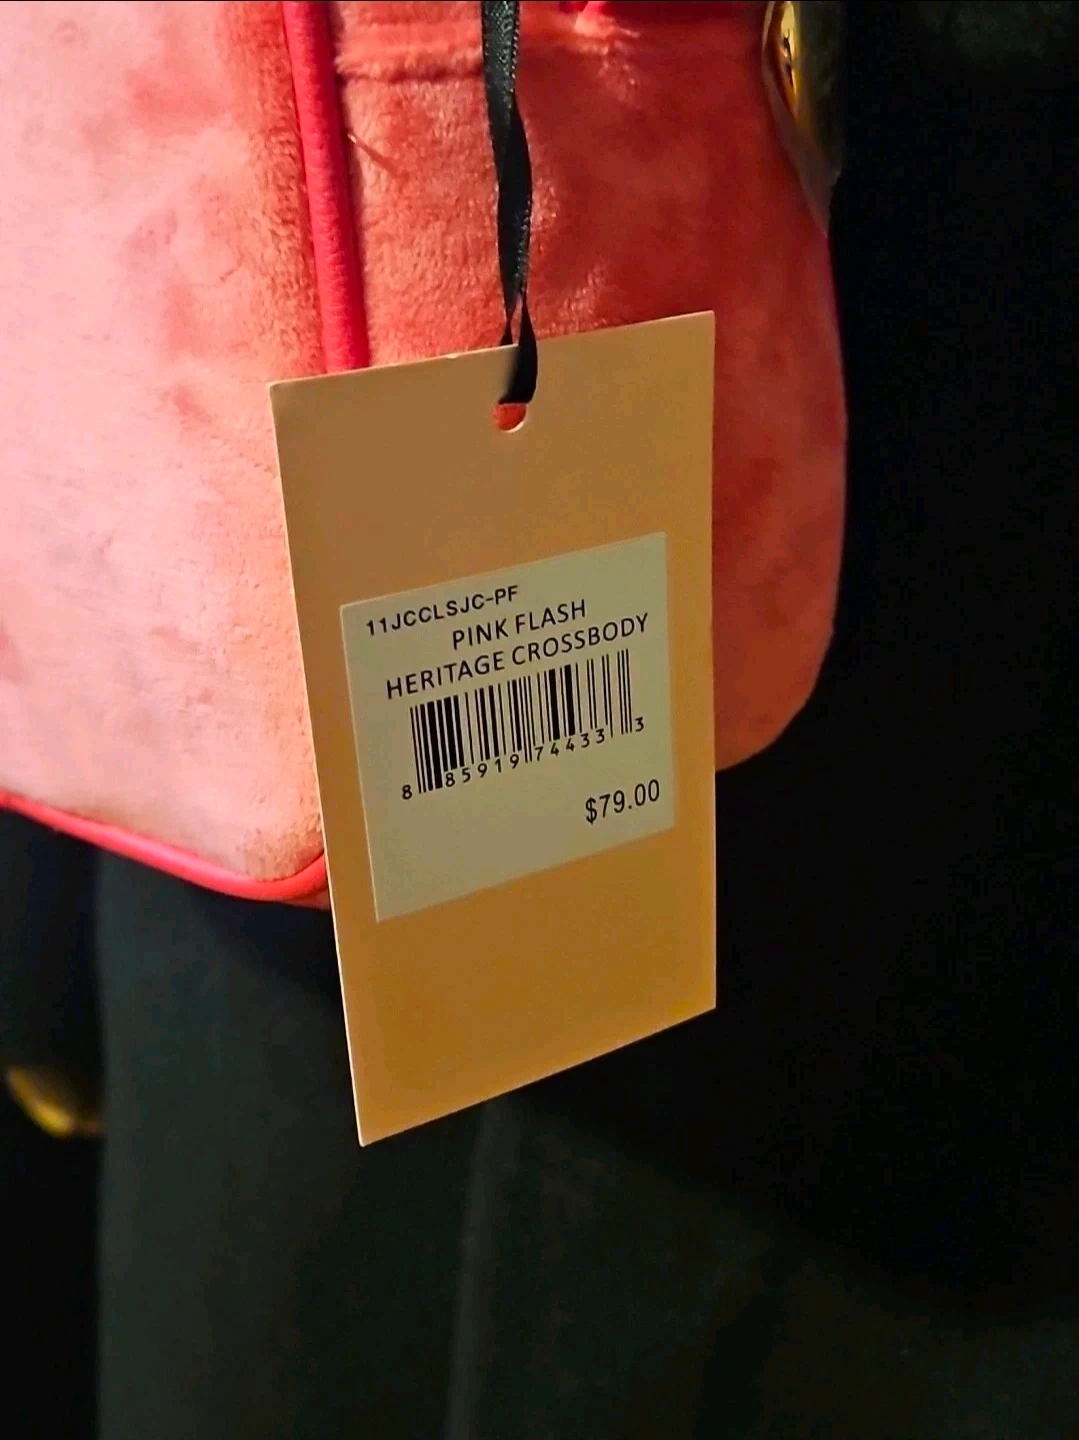 11JCCLSJC-PF
PINK FLASH
HERITAGE CROSSBODY
8 85919 74433 3
$79.00